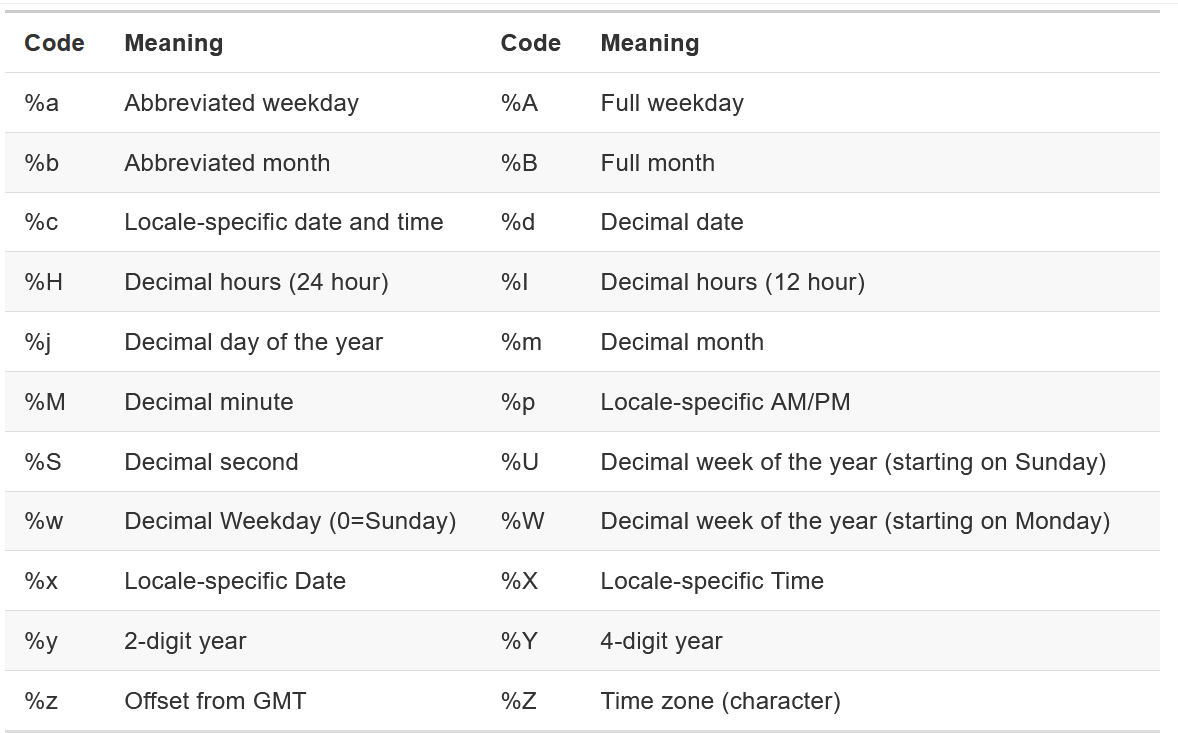 Code Meaning Code Meaning
%a Abbreviated weekday %A Full weekday
%b Abbreviated month %B Full month
%c Locale-specific date and time %d Decimal date
%H Decimal hours (24 hour) %I Decimal hours (12 hour)
%j Decimal day of the year %m Decimal month
%M Decimal minute %p Locale-specific AM/PM
%S Decimal second %U Decimal week of the year (starting on Sunday)
%w Decimal Weekday (0=Sunday) %W Decimal week of the year (starting on Monday)
%x Locale-specific Date %X Locale-specific Time
%y 2-digit year %Y 4-digit year
%z Offset from GMT %Z Time zone (character)